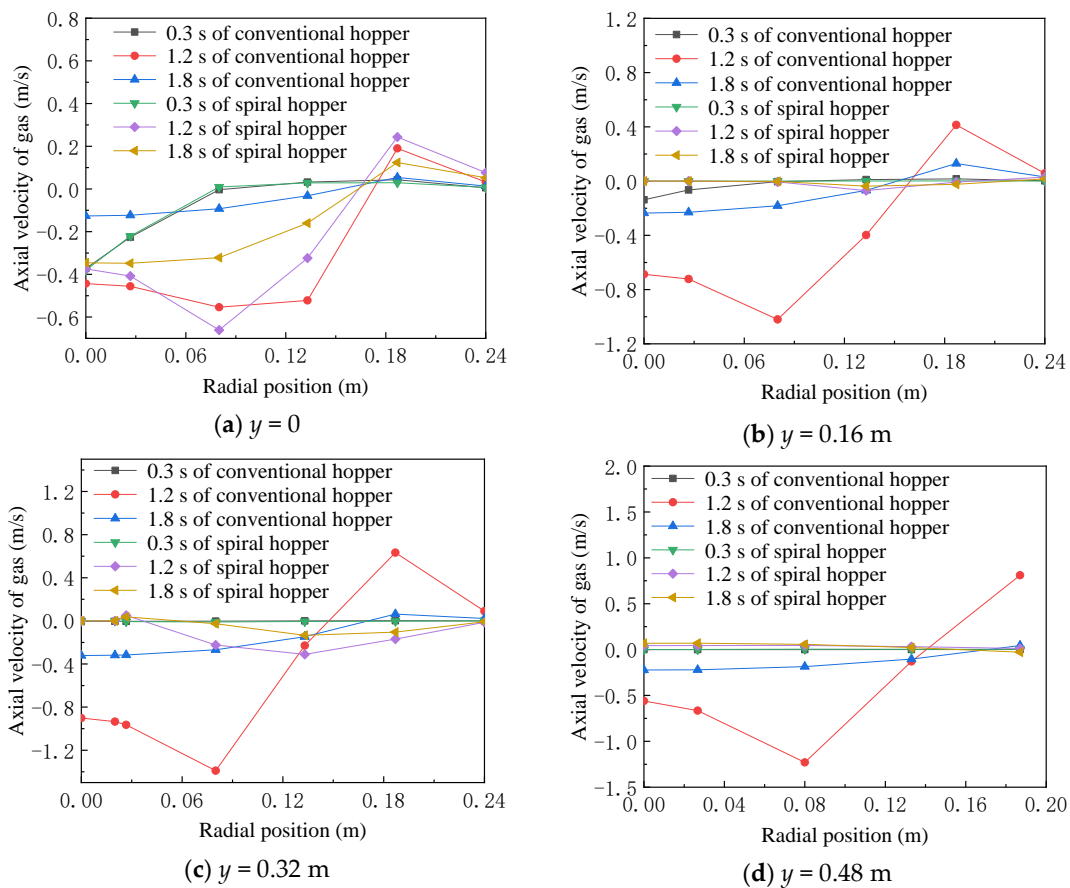 0.8
0.6
0.4
0.2
0.0
−0.2
−0.4
−0.6
Axial velocity of gas (m/s)
0.3 s of conventional hopper
1.2 s of conventional hopper
1.8 s of conventional hopper
0.3 s of spiral hopper
1.2 s of spiral hopper
1.8 s of spiral hopper
0.00 0.06 0.12 0.18 0.24
Radial position (m)
(a) y = 0
1.2
0.8
0.4
0.0
−0.4
−0.8
−1.2
Axial velocity of gas (m/s)
0.3 s of conventional hopper
1.2 s of conventional hopper
1.8 s of conventional hopper
0.3 s of spiral hopper
1.2 s of spiral hopper
1.8 s of spiral hopper
0.00 0.06 0.12 0.18 0.24
Radial position (m)
(b) y = 0.16 m
1.2
0.8
0.4
0.0
−0.4
−0.8
−1.2
Axial velocity of gas (m/s)
0.3 s of conventional hopper
1.2 s of conventional hopper
1.8 s of conventional hopper
0.3 s of spiral hopper
1.2 s of spiral hopper
1.8 s of spiral hopper
0.00 0.06 0.12 0.18 0.24
Radial position (m)
(c) y = 0.32 m
2.0
1.5
1.0
0.5
0.0
−0.5
−1.0
−1.5
Axial velocity of gas (m/s)
0.3 s of conventional hopper
1.2 s of conventional hopper
1.8 s of conventional hopper
0.3 s of spiral hopper
1.2 s of spiral hopper
1.8 s of spiral hopper
0.00 0.04 0.08 0.12 0.16 0.20
Radial position (m)
(d) y = 0.48 m